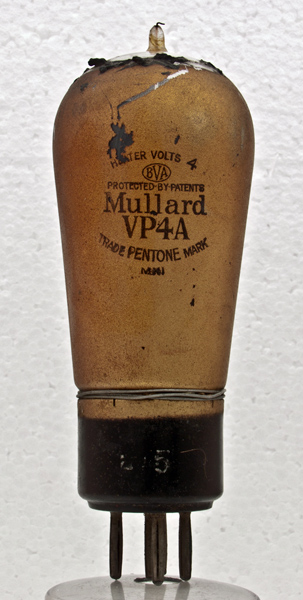 HEATER VOLTS 4
BVA
PROTECTED·BY·PATENTS
Mullard
VP4A
TRADE PENTONE MARK